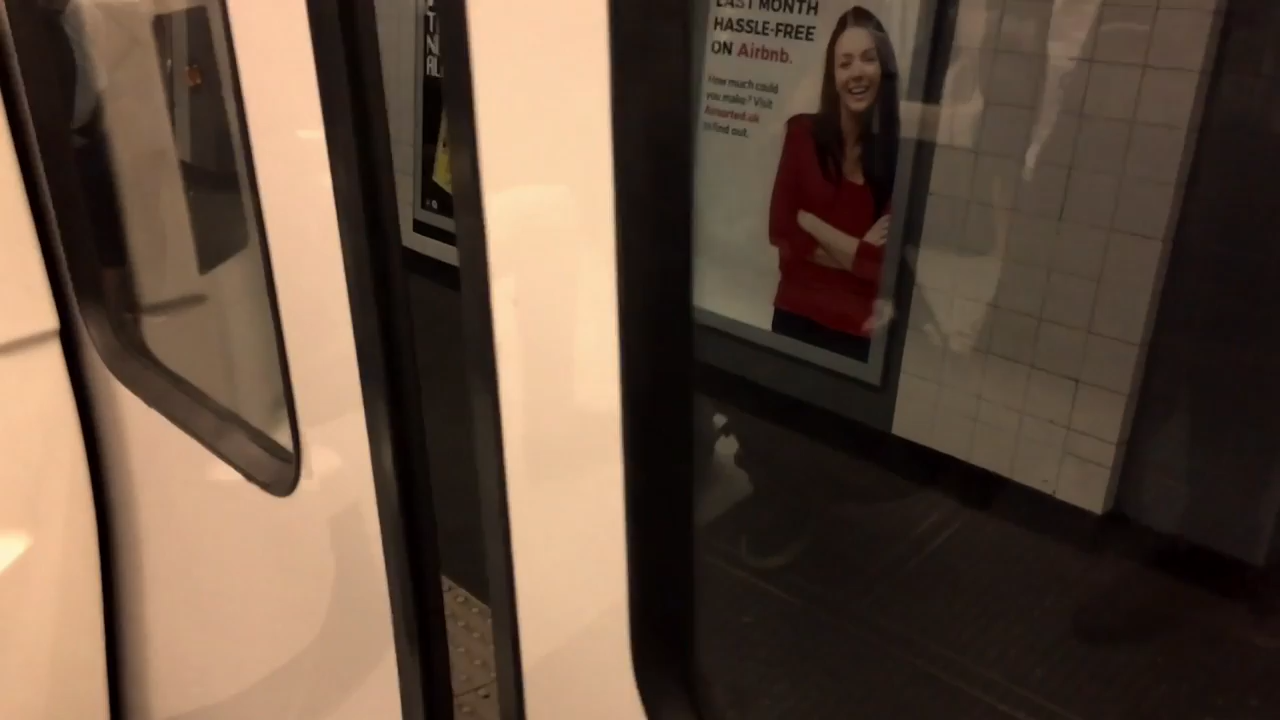 LAST MONTH
HASSLE-FREE
ON Airbnb.
How much could
you make? Visit
Airsorted.uk
to find out.